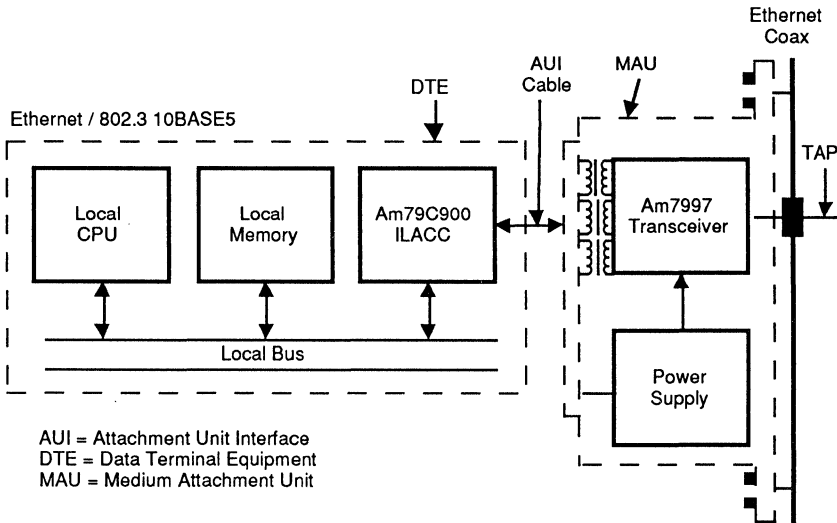 Ethernet
Coax
AUI
Cable
MAU
DTE
Ethernet / 802.3 10BASE5
TAP
Local
CPU
Local
Memory
Am79C900
ILACC
Am7997
Transceiver
Local Bus
Power
Supply
AUI = Attachment Unit Interface
DTE = Data Terminal Equipment
MAU = Medium Attachment Unit